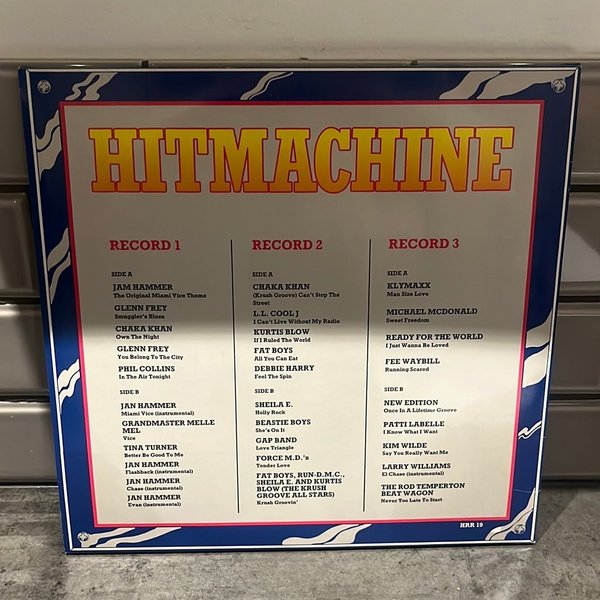 HITMACHINE
RECORD 1
SIDE A
JAM HAMMER
The Original Miami Vice Theme
GLENN FREY
Smuggler's Blues
CHAKA KHAN
Own The Night
GLENN FREY
You Belong To The City
PHIL COLLINS
In The Air Tonight
SIDE B
JAN HAMMER
Miami Vice (instrumental)
GRANDMASTER MELLE
MEL
Vice
TINA TURNER
Better Be Good To Me
JAN HAMMER
Flashback (instrumental)
JAN HAMMER
Chase (instrumental)
JAN HAMMER
Evan (instrumental)
RECORD 2
SIDE A
CHAKA KHAN
(Krush Groove) Can't Stop The
Street
L.L. COOL J
I Can't Live Without My Radio
KURTIS BLOW
If I Ruled The World
FAT BOYS
All You Can Eat
DEBBIE HARRY
Feel The Spin
SIDE B
SHEILA E.
Holly Rock
BEASTIE BOYS
She's On It
GAP BAND
Love Triangle
FORCE M.D.'s
Tender Love
FAT BOYS, RUN-D.M.C.,
SHEILA E. AND KURTIS
BLOW (THE KRUSH
GROOVE ALL STARS)
Krush Groovin'
RECORD 3
SIDE A
KLYMAXX
Man Size Love
MICHAEL MCDONALD
Sweet Freedom
READY FOR THE WORLD
I Just Wanna Be Loved
FEE WAYBILL
Running Scared
SIDE B
NEW EDITION
Once In A Lifetime Groove
PATTI LABELLE
I Know What I Want
KIM WILDE
Say You Really Want Me
LARRY WILLIAMS
El Chase (instrumental)
THE ROD TEMPERTON
BEAT WAGON
Never Too Late To Start
HRR 19